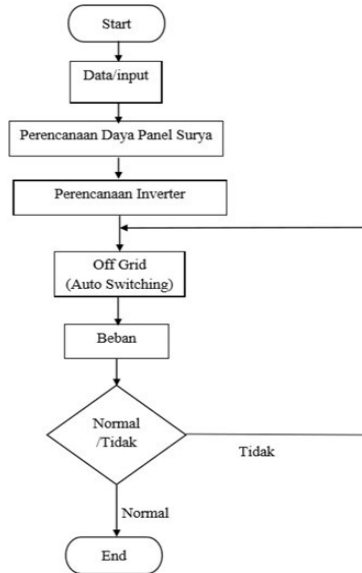 Start
Data/input
Perencanaan Daya Panel Surya
Perencanaan Inverter
Off Grid
(Auto Switching)
Beban
Normal
/Tidak
Tidak
Normal
End